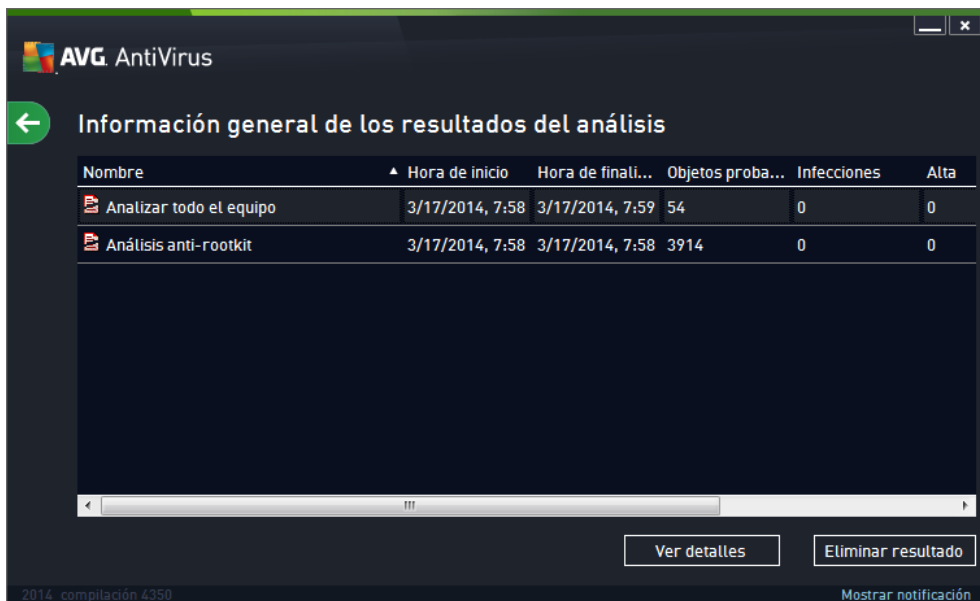 AVG. AntiVirus
Información general de los resultados del análisis
Nombre Hora de inicio Hora de finali... Objetos proba... Infecciones Alta
Analizar todo el equipo 3/17/2014, 7:58 3/17/2014, 7:59 54 0 0
Análisis anti-rootkit 3/17/2014, 7:58 3/17/2014, 7:58 3914 0 0
Ver detalles Eliminar resultado
2014 compilación 4350 Mostrar notificación